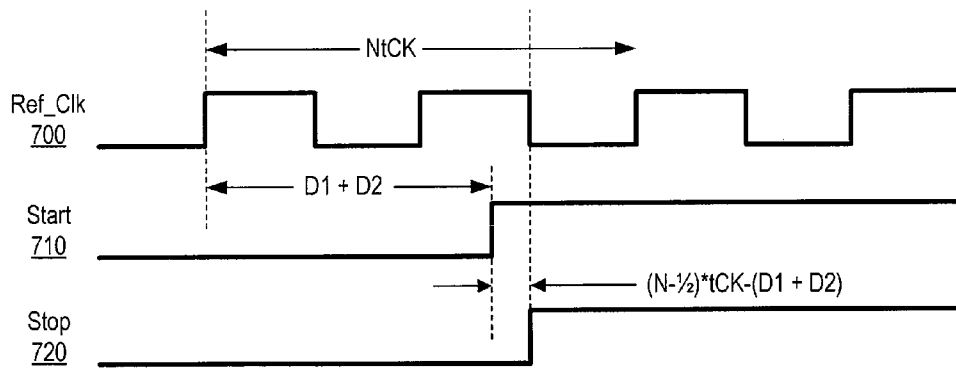 NtCK
Ref_Clk
700
D1 + D2
Start
710
(N-½)*tCK-(D1 + D2)
Stop
720